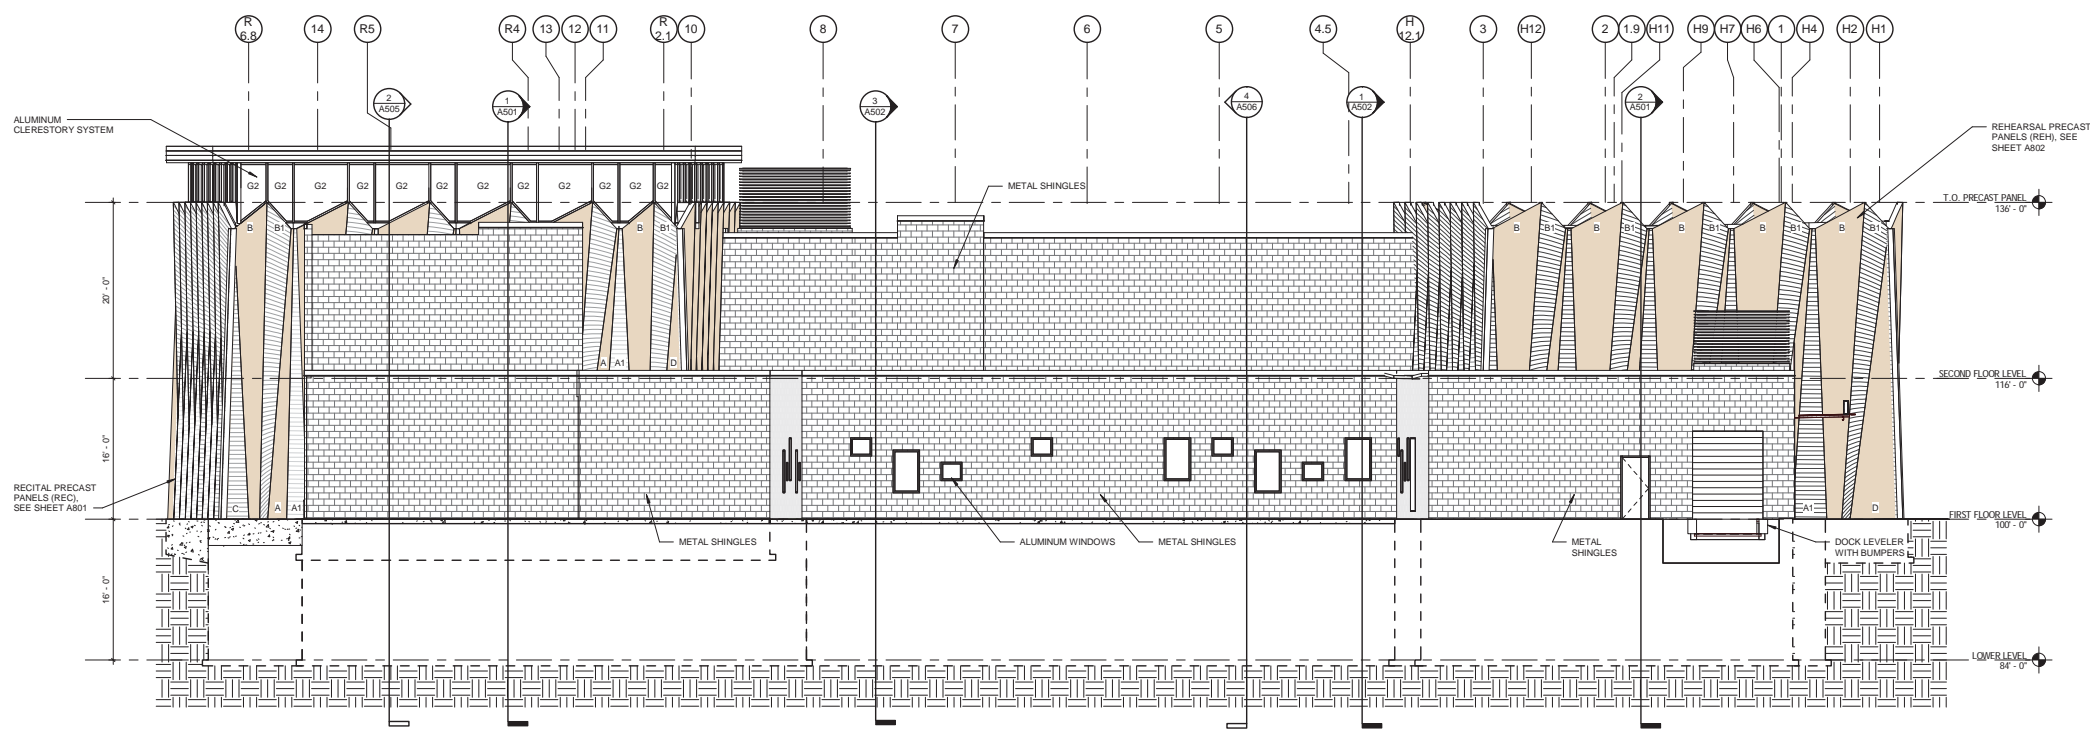 R
6.8
14
R5
R4
13
12
11
R
2.1
10
8
7
6
5
4.5
H
12.1
3
H12
2
1.9
H11
H9
H7
H6
1
H4
H2
H1
2
A505
1
A501
3
A502
4
A506
1
A502
2
A501
ALUMINUM
CLERESTORY SYSTEM
REHEARSAL PRECAST
PANELS (REH), SEE
SHEET A802
METAL SHINGLES
G2 G2 G2 G2 G2 G2 G2 G2 G2 G2 G2 G2
T.O. PRECAST PANEL
136' - 0"
B B1 B B1 B B1 B B1 B B1 B B1 B B1
20' - 0"
A A1 D
SECOND FLOOR LEVEL
116' - 0"
16' - 0"
RECITAL PRECAST
PANELS (REC),
SEE SHEET A801
C A A1
A1 D
FIRST FLOOR LEVEL
100' - 0"
METAL SHINGLES
ALUMINUM WINDOWS
METAL SHINGLES
METAL
SHINGLES
DOCK LEVELER
WITH BUMPERS
16' - 0"
LOWER LEVEL
84' - 0"